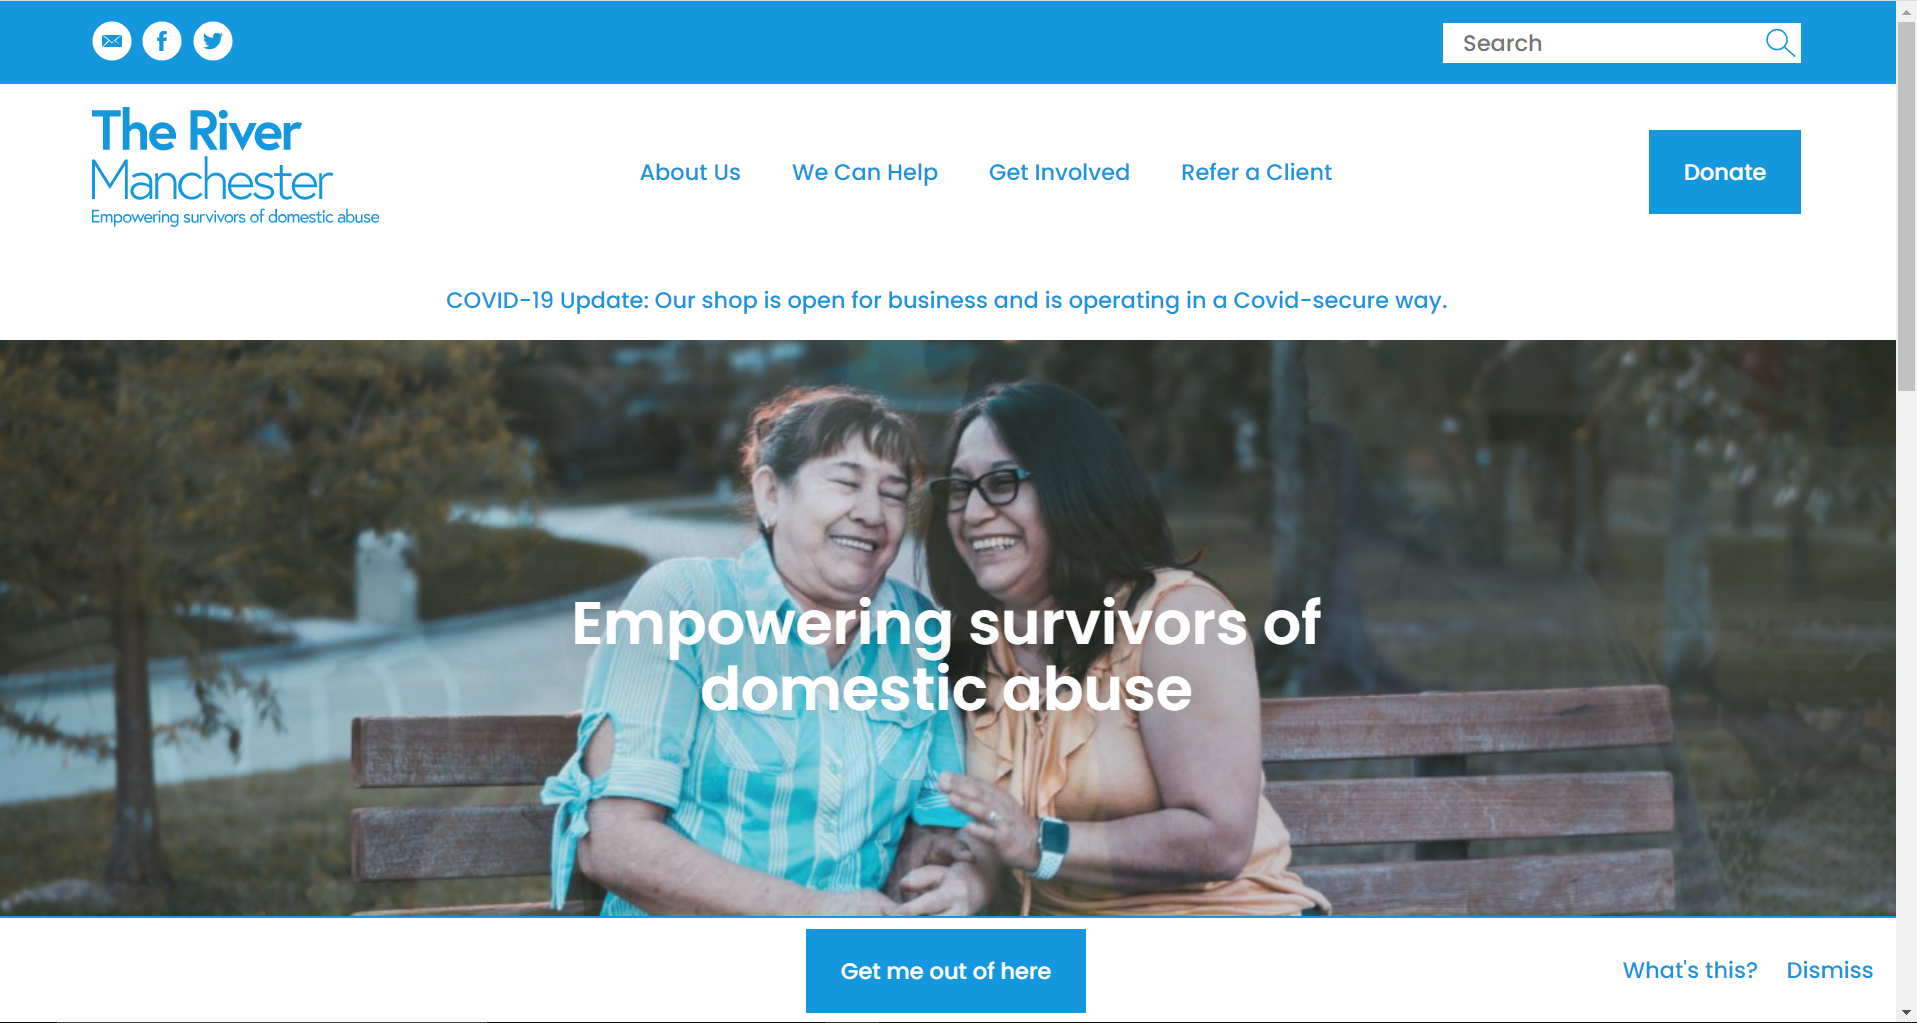 Search
The River
Manchester
Empowering survivors of domestic abuse
About Us
We Can Help
Get Involved
Refer a Client
Donate
COVID-19 Update: Our shop is open for business and is operating in a Covid-secure way.
Empowering survivors of
domestic abuse
Get me out of here
What's this?
Dismiss